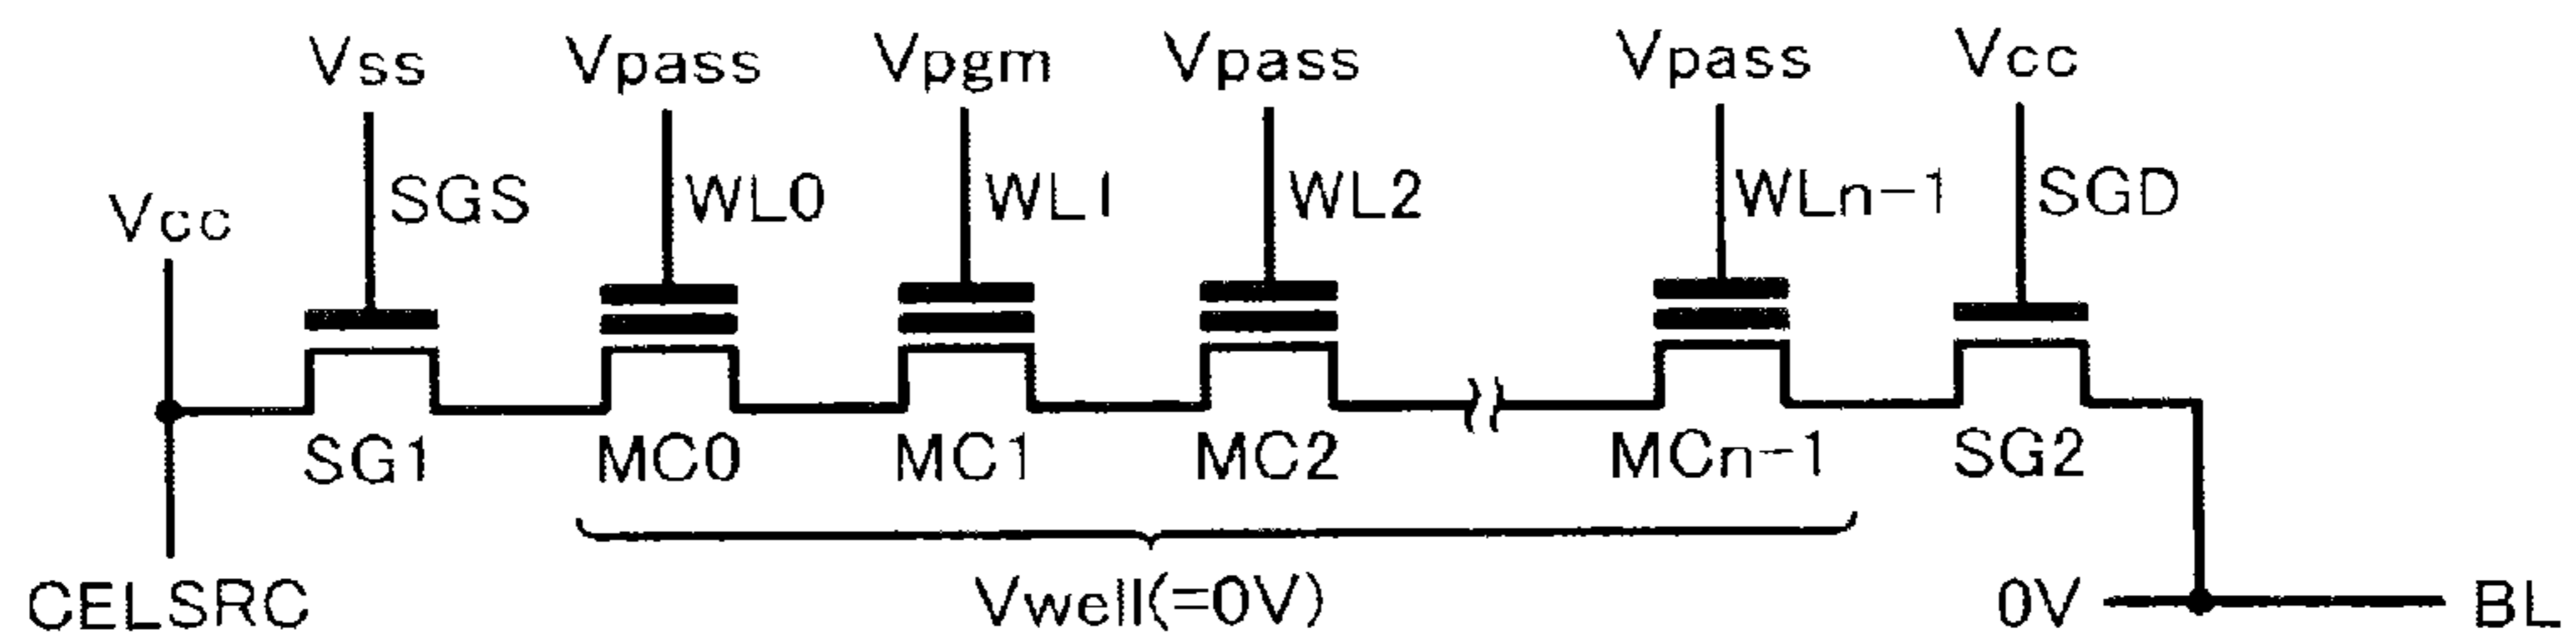 Vss Vpass Vpgm Vpass Vpass Vcc
Vcc SGS WL0 WL1 WL2 WLn-1 SGD
SG1 MC0 MC1 MC2 MCn-1 SG2
CELSRC Vwell(=0V) 0V BL